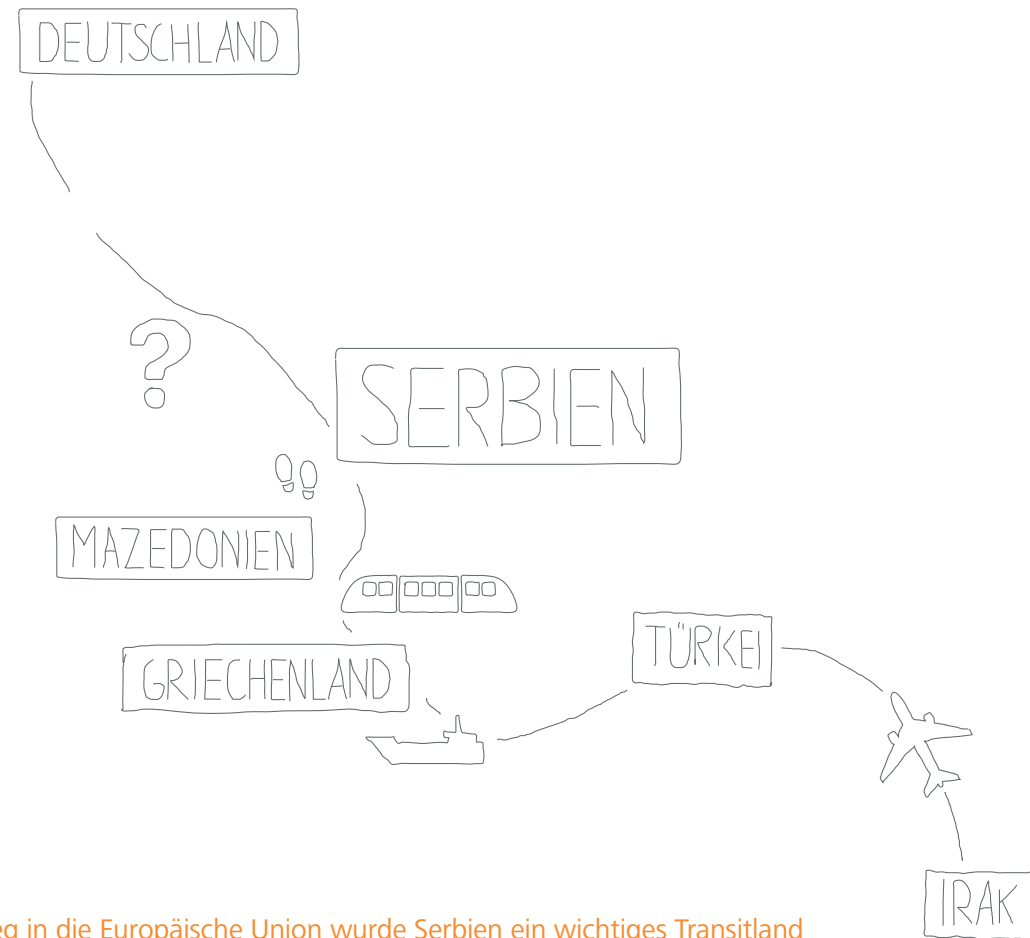 DEUTSCHLAND
?
SERBIEN
MAZEDONIEN
GRIECHENLAND
TÜRKEI
IRAK
in die Europäische Union wurde Serbien ein wichtiges Transitland